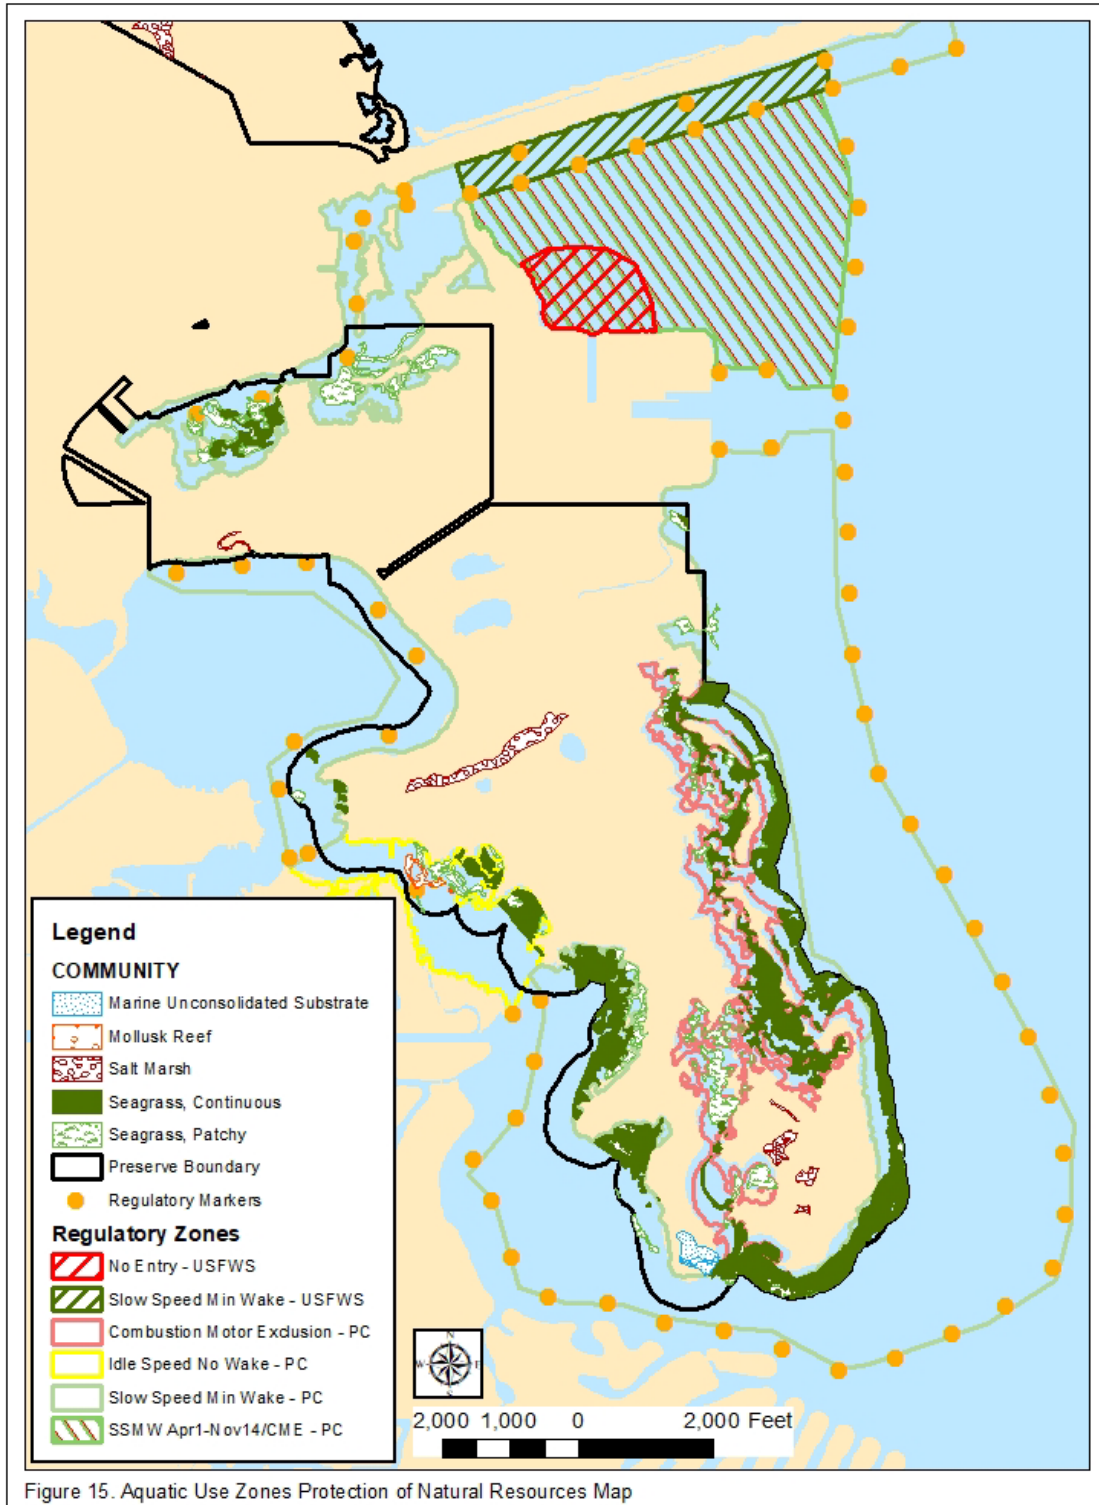 N
W
E
S
Legend
COMMUNITY
Marine Unconsolidated Substrate
Mollusk Reef
Salt Marsh
Seagrass, Continuous
Seagrass, Patchy
Preserve Boundary
Regulatory Markers
Regulatory Zones
No Entry - USFWS
Slow Speed Min Wake - USFWS
Combustion Motor Exclusion - PC
Idle Speed No Wake - PC
Slow Speed Min Wake - PC
SSMW Apr1-Nov14/CME - PC
2,000 1,000 0 2,000 Feet
Figure 15. Aquatic Use Zones Protection of Natural Resources Map